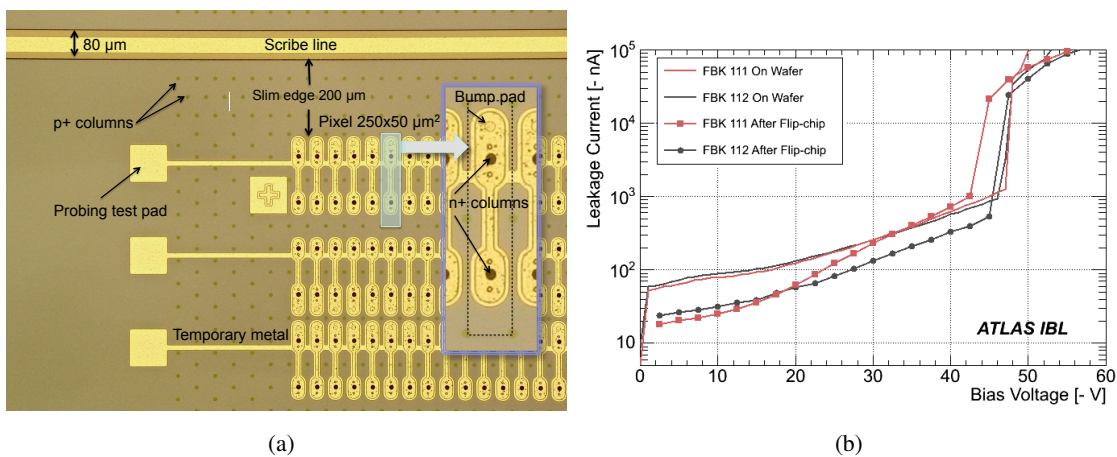 80 µm
Scribe line
Slim edge 200 µm
p+ columns
Pixel 250x50 µm²
Bump pad
Probing test pad
n+ columns
Temporary metal
(a)
Leakage Current [- nA]
10⁵
10⁴
10³
10²
10
FBK 111 On Wafer
FBK 112 On Wafer
FBK 111 After Flip-chip
FBK 112 After Flip-chip
ATLAS IBL
0 10 20 30 40 50 60
Bias Voltage [- V]
(b)